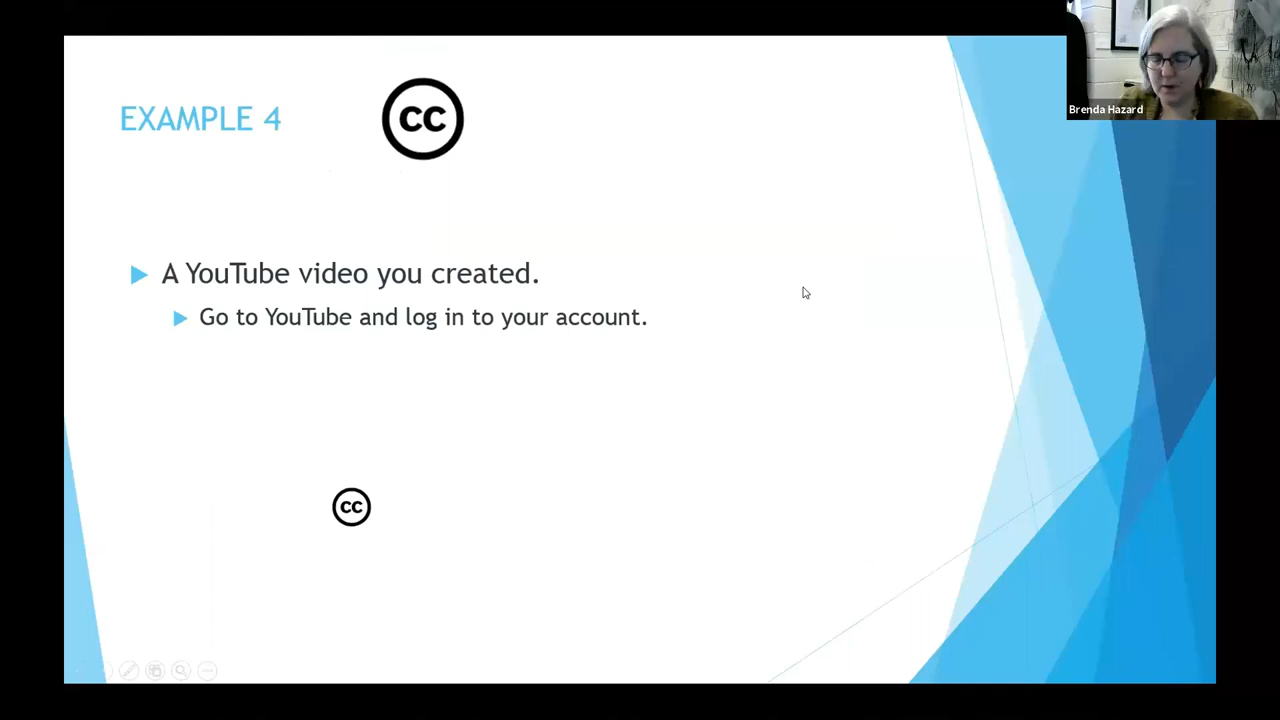 EXAMPLE 4
cc
Brenda Hazard
A YouTube video you created.
Go to YouTube and log in to your account.
cc